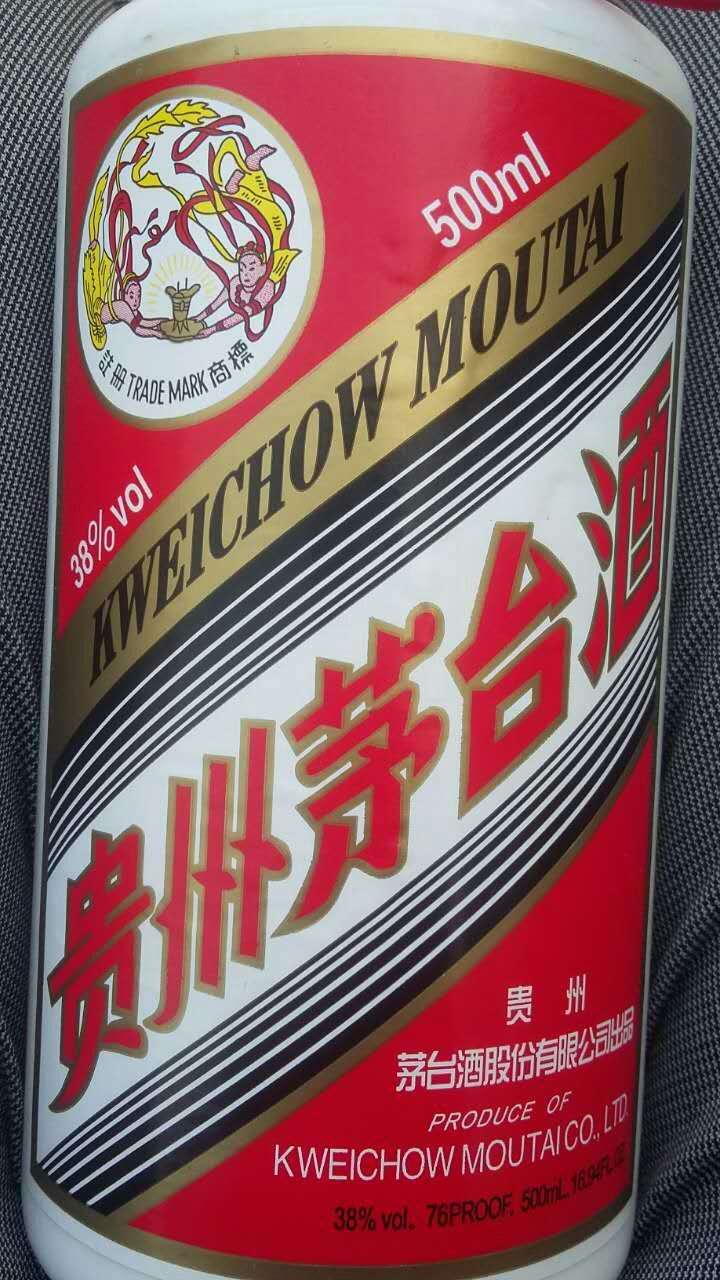 註册 TRADE MARK 商標
500ml
38% vol
KWEICHOW MOUTAI
贵州茅台酒
贵州
茅台酒股份有限公司出品
PRODUCE OF
KWEICHOW MOUTAI CO., LTD.
38% vol. 76PROOF. 500mL. 16.94FL.OZ